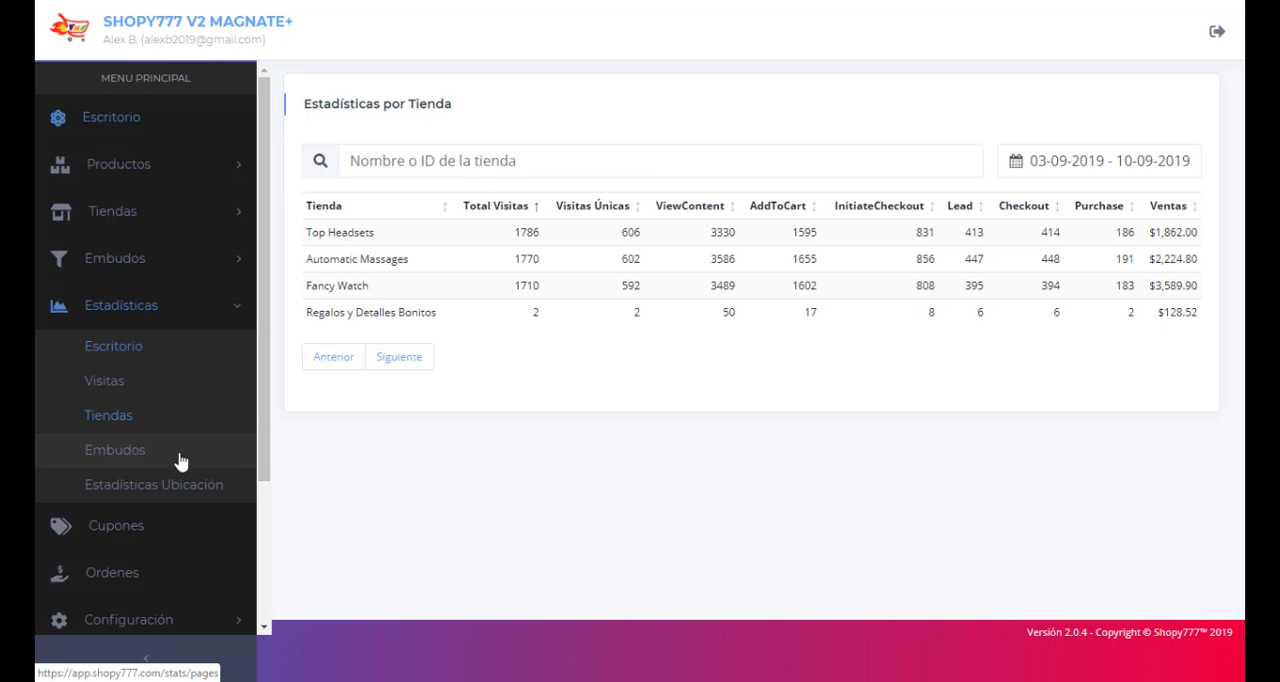 SHOPY777 V2 MAGNATE+
Alex B. (alexb2019@gmail.com)
MENU PRINCIPAL
Escritorio
Productos
Tiendas
Embudos
Estadísticas
Escritorio
Visitas
Tiendas
Embudos
Estadísticas Ubicación
Cupones
Ordenes
Configuración
https://app.shopy777.com/stats/pages
Estadísticas por Tienda
Nombre o ID de la tienda
03-09-2019 - 10-09-2019
Tienda Total Visitas Visitas Únicas ViewContent AddToCart InitiateCheckout Lead Checkout Purchase Ventas
Top Headsets 1786 606 3330 1595 831 413 414 186 $1,862.00
Automatic Massages 1770 602 3586 1655 856 447 448 191 $2,224.80
Fancy Watch 1710 592 3489 1602 808 395 394 183 $3,589.90
Regalos y Detalles Bonitos 2 2 50 17 8 6 6 2 $128.52
Anterior Siguiente
Versión 2.0.4 - Copyright © Shopy777™ 2019